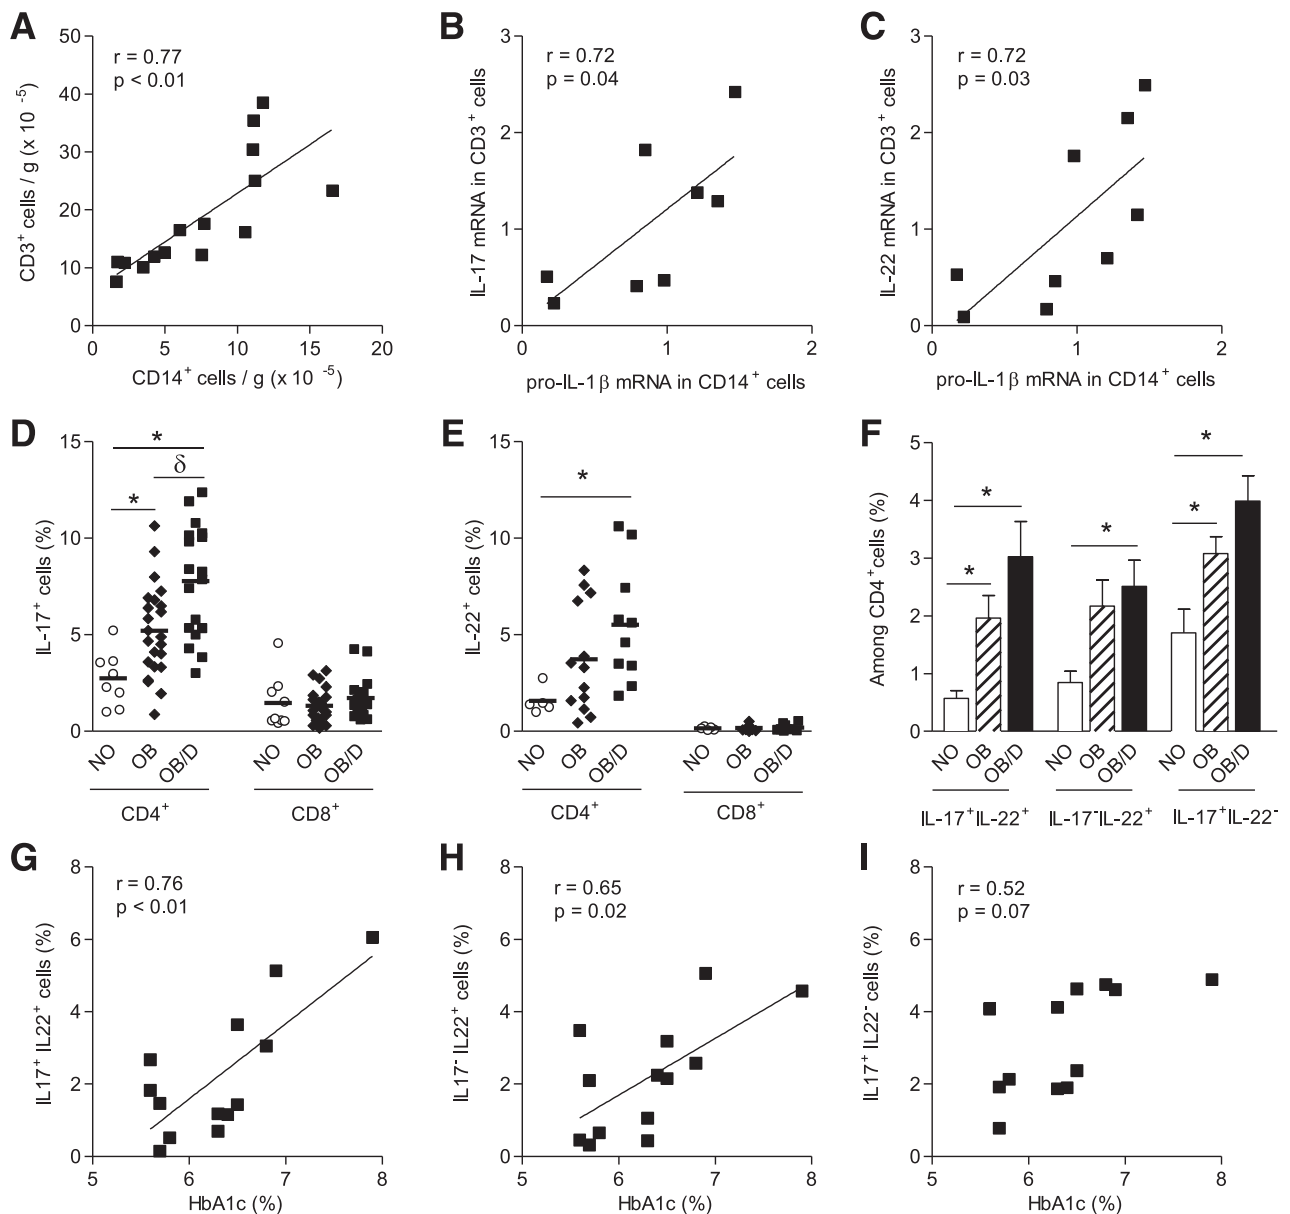 A
50
40
30
20
10
0
CD3+ cells / g (x 10 -5)
r = 0.77
p < 0.01
0 5 10 15 20
CD14+ cells / g (x 10 -5)
B
3
2
1
0
IL-17 mRNA in CD3+ cells
r = 0.72
p = 0.04
0 1 2
pro-IL-1β mRNA in CD14+ cells
C
3
2
1
0
IL-22 mRNA in CD3+ cells
r = 0.72
p = 0.03
0 1 2
pro-IL-1β mRNA in CD14+ cells
D
15
10
5
0
IL-17+ cells (%)
*
δ
*
NO OB OB/D NO OB OB/D
CD4+ CD8+
E
15
10
5
0
IL-22+ cells (%)
*
NO OB OB/D NO OB OB/D
CD4+ CD8+
F
5
4
3
2
1
0
Among CD4+ cells (%)
* * * * *
NO OB OB/D NO OB OB/D NO OB OB/D
IL-17+IL-22+ IL-17-IL-22+ IL-17+IL-22-
G
8
6
4
2
0
IL17+ IL22+ cells (%)
r = 0.76
p < 0.01
5 6 7 8
HbA1c (%)
H
8
6
4
2
0
IL17- IL22+ cells (%)
r = 0.65
p = 0.02
5 6 7 8
HbA1c (%)
I
8
6
4
2
0
IL17+ IL22- cells (%)
r = 0.52
p = 0.07
5 6 7 8
HbA1c (%)